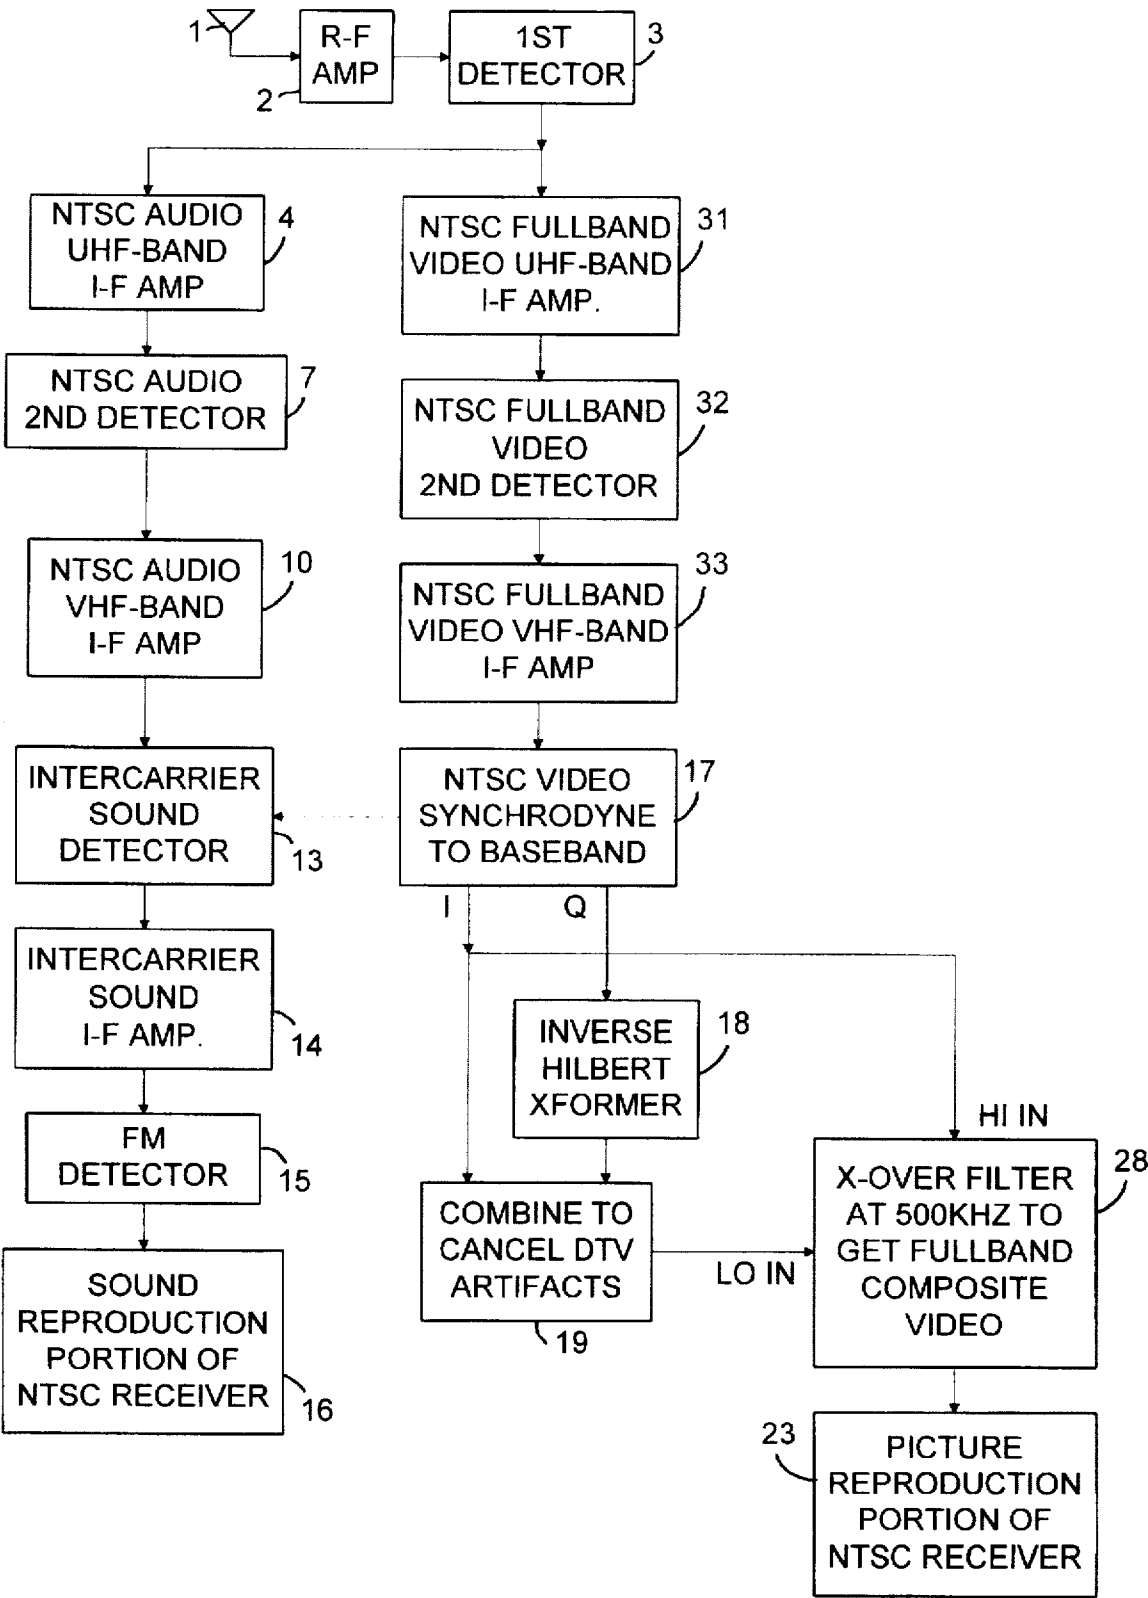 1
R-F
AMP
2
1ST
DETECTOR
3
NTSC AUDIO
UHF-BAND
I-F AMP
4
NTSC FULLBAND
VIDEO UHF-BAND
I-F AMP.
31
NTSC AUDIO
2ND DETECTOR
7
NTSC FULLBAND
VIDEO
2ND DETECTOR
32
NTSC AUDIO
VHF-BAND
I-F AMP
10
NTSC FULLBAND
VIDEO VHF-BAND
I-F AMP
33
INTERCARRIER
SOUND
DETECTOR
13
NTSC VIDEO
SYNCHRODYNE
TO BASEBAND
17
I
Q
INTERCARRIER
SOUND
I-F AMP.
14
INVERSE
HILBERT
XFORMER
18
FM
DETECTOR
15
HI IN
COMBINE TO
CANCEL DTV
ARTIFACTS
19
LO IN
X-OVER FILTER
AT 500KHZ TO
GET FULLBAND
COMPOSITE
VIDEO
28
SOUND
REPRODUCTION
PORTION OF
NTSC RECEIVER
16
23
PICTURE
REPRODUCTION
PORTION OF
NTSC RECEIVER